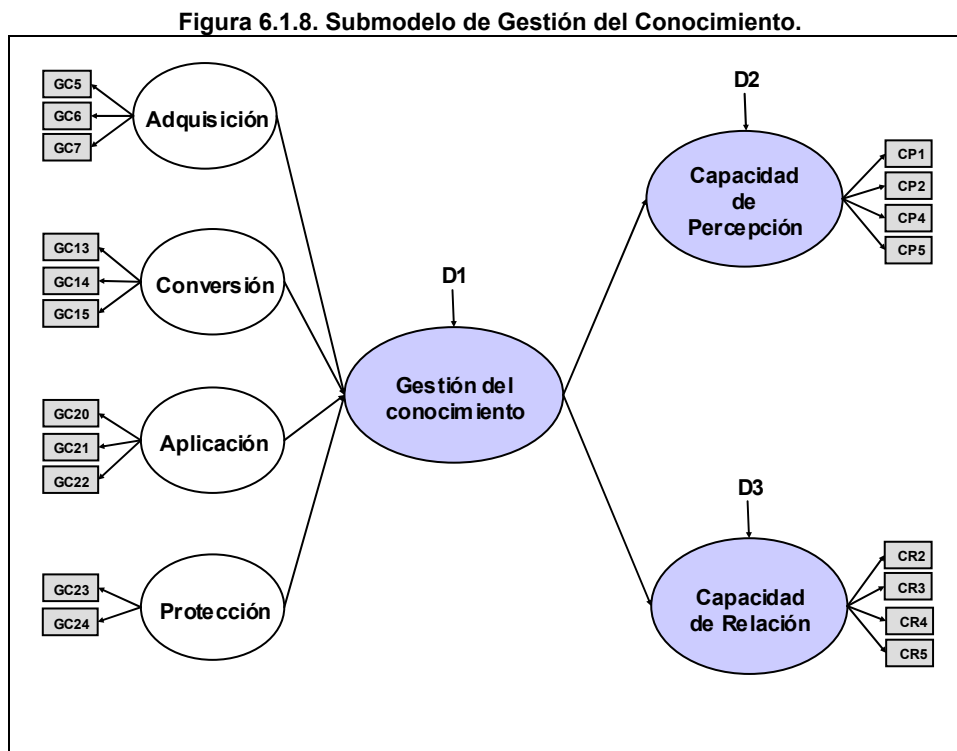 Figura 6.1.8. Submodelo de Gestión del Conocimiento.
GC5
GC6
GC7
Adquisición
GC13
GC14
GC15
Conversión
GC20
GC21
GC22
Aplicación
GC23
GC24
Protección
D1
Gestión del
conocimiento
D2
Capacidad
de
Percepción
CP1
CP2
CP4
CP5
D3
Capacidad
de Relación
CR2
CR3
CR4
CR5